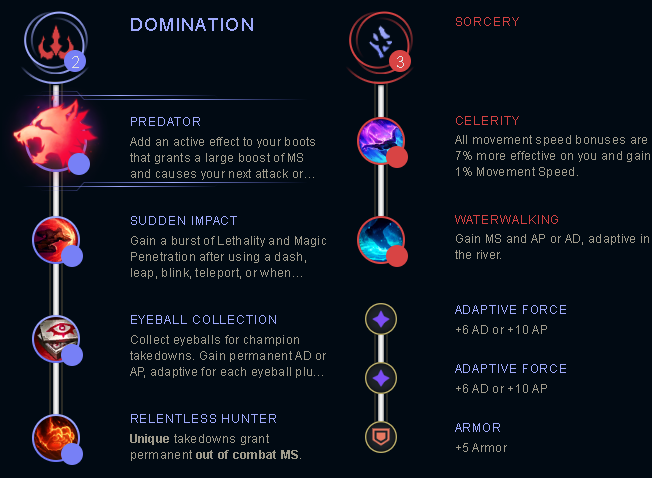 DOMINATION
2
PREDATOR
Add an active effect to your boots
that grants a large boost of MS
and causes your next attack or...
SUDDEN IMPACT
Gain a burst of Lethality and Magic
Penetration after using a dash,
leap, blink, teleport, or when...
EYEBALL COLLECTION
Collect eyeballs for champion
takedowns. Gain permanent AD or
AP, adaptive for each eyeball plu...
RELENTLESS HUNTER
Unique takedowns grant
permanent out of combat MS.
SORCERY
3
CELERITY
All movement speed bonuses are
7% more effective on you and gain
1% Movement Speed.
WATERWALKING
Gain MS and AP or AD, adaptive in
the river.
ADAPTIVE FORCE
+6 AD or +10 AP
ADAPTIVE FORCE
+6 AD or +10 AP
ARMOR
+5 Armor